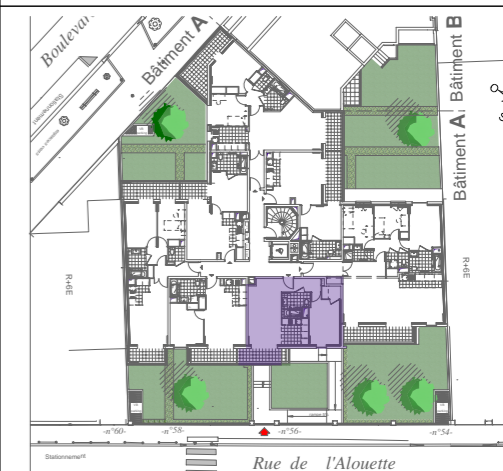 Boulevard
Bâtiment A
Bâtiment A
Bâtiment B
R+6E
R+6E
-n°60-
-n°58-
-n°56-
-n°54-
Stationnement
Rue de l'Alouette